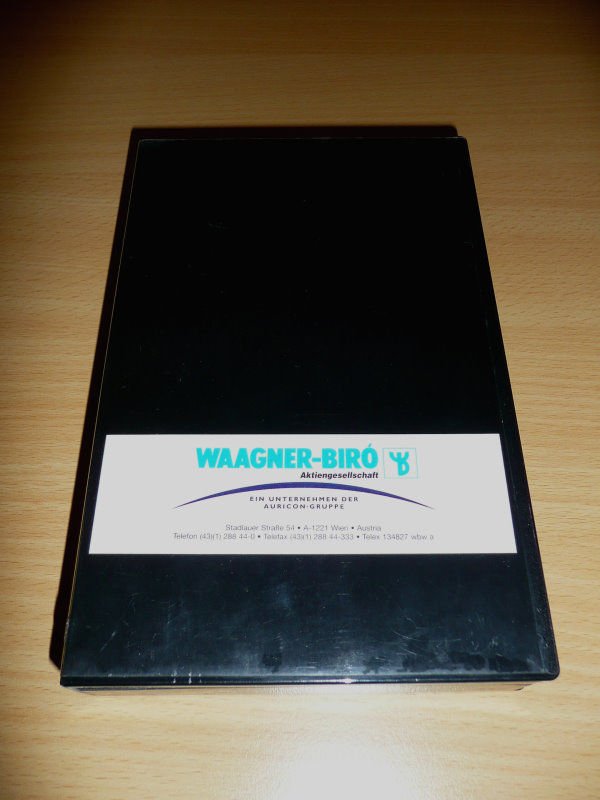 WAAGNER-BIRÓ
Aktiengesellschaft
EIN UNTERNEHMEN DER
AURICON-GRUPPE
Stadlauer Straße 54 • A-1221 Wien • Austria
Telefon (43)(1) 288 44-0 • Telefax (43)(1) 288 44-333 • Telex 134827 wbw a